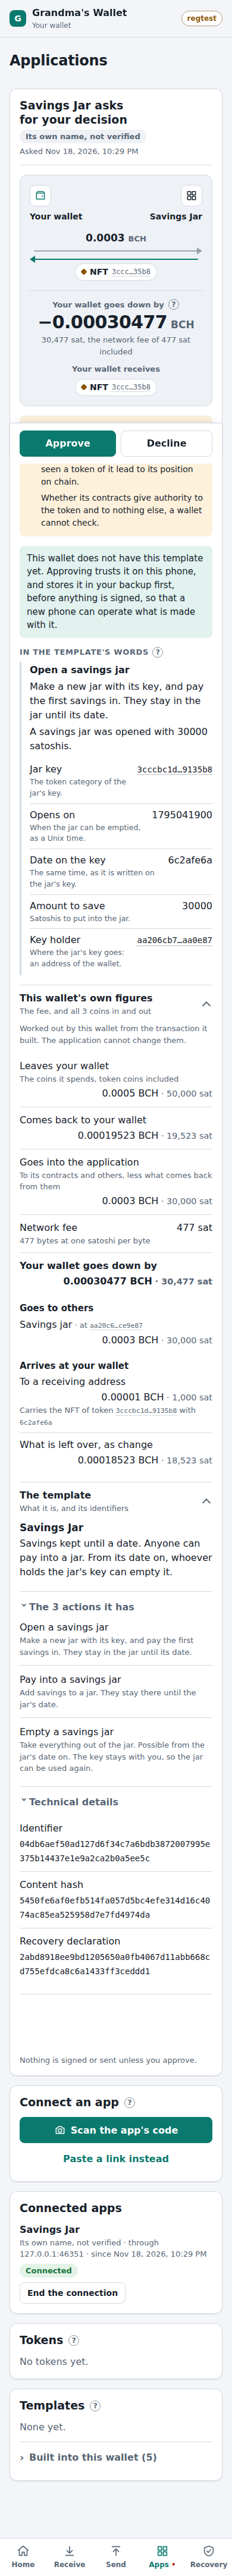 G
Grandma's Wallet
Your wallet
regtest
Applications
Savings Jar asks
for your decision
Its own name, not verified
Asked Nov 18, 2026, 10:29 PM
Your wallet
Savings Jar
0.0003 BCH
NFT 3ccc…35b8
Your wallet goes down by ?
−0.00030477 BCH
30,477 sat, the network fee of 477 sat
included
Your wallet receives
NFT 3ccc…35b8
Approve
Decline
seen a token of it lead to its position
on chain.
Whether its contracts give authority to
the token and to nothing else, a wallet
cannot check.
This wallet does not have this template
yet. Approving trusts it on this phone,
and stores it in your backup first,
before anything is signed, so that a
new phone can operate what is made
with it.
IN THE TEMPLATE'S WORDS ?
Open a savings jar
Make a new jar with its key, and pay
the first savings in. They stay in the
jar until its date.
A savings jar was opened with 30000
satoshis.
Jar key
3cccbc1d…9135b8
The token category of the
jar's key.
Opens on
1795041900
When the jar can be emptied,
as a Unix time.
Date on the key
6c2afe6a
The same time, as it is written on
the jar's key.
Amount to save
30000
Satoshis to put into the jar.
Key holder
aa206cb7…aa0e87
Where the jar's key goes:
an address of the wallet.
This wallet's own figures
The fee, and all 3 coins in and out
Worked out by this wallet from the transaction it
built. The application cannot change them.
Leaves your wallet
The coins it spends, token coins included
0.0005 BCH · 50,000 sat
Comes back to your wallet
0.00019523 BCH · 19,523 sat
Goes into the application
To its contracts and others, less what comes back
from them
0.0003 BCH · 30,000 sat
Network fee
477 sat
477 bytes at one satoshi per byte
Your wallet goes down by
0.00030477 BCH · 30,477 sat
Goes to others
Savings jar · at aa20c6…ce9e87
0.0003 BCH · 30,000 sat
Arrives at your wallet
To a receiving address
0.00001 BCH · 1,000 sat
Carries the NFT of token 3cccbc1d…9135b8 with
6c2afe6a
What is left over, as change
0.00018523 BCH · 18,523 sat
The template
What it is, and its identifiers
Savings Jar
Savings kept until a date. Anyone can
pay into a jar. From its date on, whoever
holds the jar's key can empty it.
The 3 actions it has
Open a savings jar
Make a new jar with its key, and pay the first
savings in. They stay in the jar until its date.
Pay into a savings jar
Add savings to a jar. They stay there until the
jar's date.
Empty a savings jar
Take everything out of the jar. Possible from the
jar's date on. The key stays with you, so the jar
can be used again.
Technical details
Identifier
04db6aef50ad127d6f34c7a6bdb3872007995e
375b14437e1e9a2ca2b0a5ee5c
Content hash
5450fe6af0efb514fa057d5bc4efe314d16c40
74ac85ea525958d7e7fd4974da
Recovery declaration
2abd8918ee9bd1205650a0fb4067d11abb668c
d755efdca8c6a1433ff3ceddd1
Nothing is signed or sent unless you approve.
Connect an app ?
Scan the app's code
Paste a link instead
Connected apps
Savings Jar
Its own name, not verified · through
127.0.0.1:46351 · since Nov 18, 2026, 10:29 PM
Connected
End the connection
Tokens ?
No tokens yet.
Templates ?
None yet.
› Built into this wallet (5)
Home
Receive
Send
Apps
Recovery